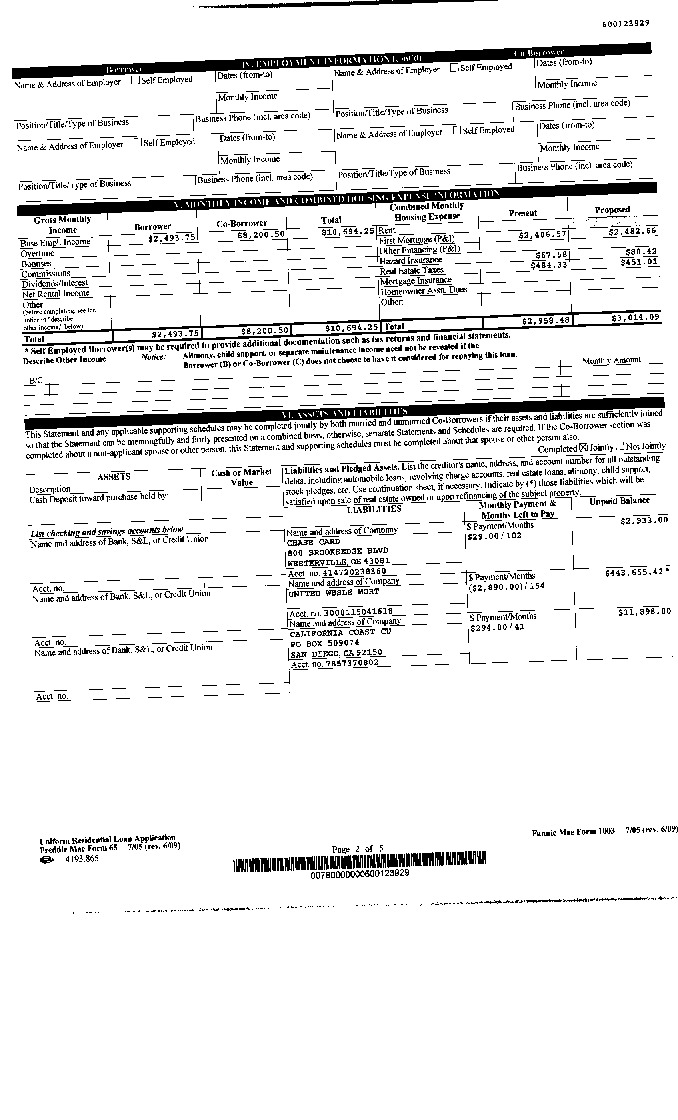 600123929
Borrower IV. EMPLOYMENT INFORMATION (cont'd) Co-Borrower
Name & Address of Employer Self Employed Dates (from-to) Name & Address of Employer Self Employed Dates (from-to)
Monthly Income Monthly Income
Position/Title/Type of Business Business Phone (incl. area code) Position/Title/Type of Business Business Phone (incl. area code)
Name & Address of Employer Self Employed Dates (from-to) Name & Address of Employer Self Employed Dates (from-to)
Monthly Income Monthly Income
Position/Title/Type of Business Business Phone (incl. area code) Position/Title/Type of Business Business Phone (incl. area code)
V. MONTHLY INCOME AND COMBINED HOUSING EXPENSE INFORMATION
Gross Monthly Income Borrower Co-Borrower Total Combined Monthly Housing Expense Present Proposed
Base Empl. Income $2,493.75 $8,200.50 $10,694.25 Rent
Overtime First Mortgage (P&I) $2,406.57 $2,482.66
Bonuses Other Financing (P&I)
Commissions Hazard Insurance $67.58 $80.42
Dividends/Interest Real Estate Taxes $484.33 $451.01
Net Rental Income Mortgage Insurance
Other Homeowner Assn. Dues
Other:
Total $2,493.75 $8,200.50 $10,694.25 Total $2,958.48 $3,014.09
* Self Employed Borrower(s) may be required to provide additional documentation such as tax returns and financial statements.
Describe Other Income Notice: Alimony, child support, or separate maintenance income need not be revealed if the
Borrower (B) or Co-Borrower (C) does not choose to have it considered for repaying this loan.
B/C Monthly Amount
VI. ASSETS AND LIABILITIES
This Statement and any applicable supporting schedules may be completed jointly by both married and unmarried Co-Borrowers if their assets and liabilities are sufficiently joined
so that the Statement can be meaningfully and fairly presented on a combined basis, otherwise, separate Statements and Schedules are required. If the Co-Borrower section was
completed about a non-applicant spouse or other person, this Statement and supporting schedules must be completed about that spouse or other person also.
Completed Jointly Not Jointly
ASSETS Cash or Market Value
Description
Cash Deposit toward purchase held by:
Liabilities and Pledged Assets. List the creditor's name, address, and account number for all outstanding
debts, including automobile loans, revolving charge accounts, real estate loans, alimony, child support,
stock pledges, etc. Use continuation sheet, if necessary. Indicate by (*) those liabilities which will be
satisfied upon sale of real estate owned or upon refinancing of the subject property.
LIABILITIES Monthly Payment & Months Left to Pay Unpaid Balance
List checking and savings accounts below
Name and address of Bank, S&L, or Credit Union
Acct. no.
Name and address of Company $ Payment/Months $2,933.00
CHASE CARD $29.00/102
800 BROOKSEDGE BLVD
WESTERVILLE, OH 43081
Acct. no. 414720238360
Name and address of Bank, S&L, or Credit Union
Acct. no.
Name and address of Company $ Payment/Months $443,655.42*
UNITED WHSLE MORT ($2,890.00)/154
Acct. no. 3000115041618
Name and address of Bank, S&L, or Credit Union
Acct. no.
Name and address of Company $ Payment/Months $11,898.00
CALIFORNIA COAST CU $294.00/41
PO BOX 509074
SAN DIEGO, CA 92150
Acct. no. 7857370802
Uniform Residential Loan Application
Freddie Mac Form 65 7/05 (rev. 6/09)
4193.865
Page 2 of 5
Fannie Mae Form 1003 7/05 (rev. 6/09)